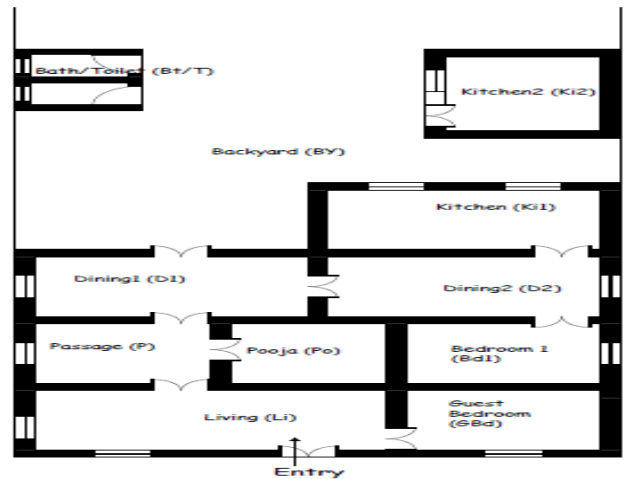 Bath/Toilet (Bt/T)
Kitchen2 (Ki2)
Backyard (BY)
Kitchen (Ki1)
Dining1 (D1)
Dining2 (D2)
Passage (P)
Pooja (Po)
Bedroom 1
(Bd1)
Living (Li)
Guest
Bedroom
(GBd)
Entry